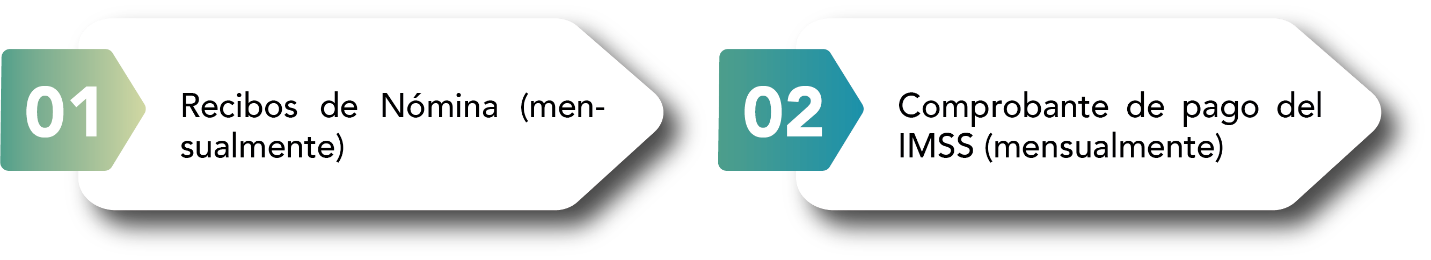 01
Recibos de Nómina (men-
sualmente)
02
Comprobante de pago del
IMSS (mensualmente)